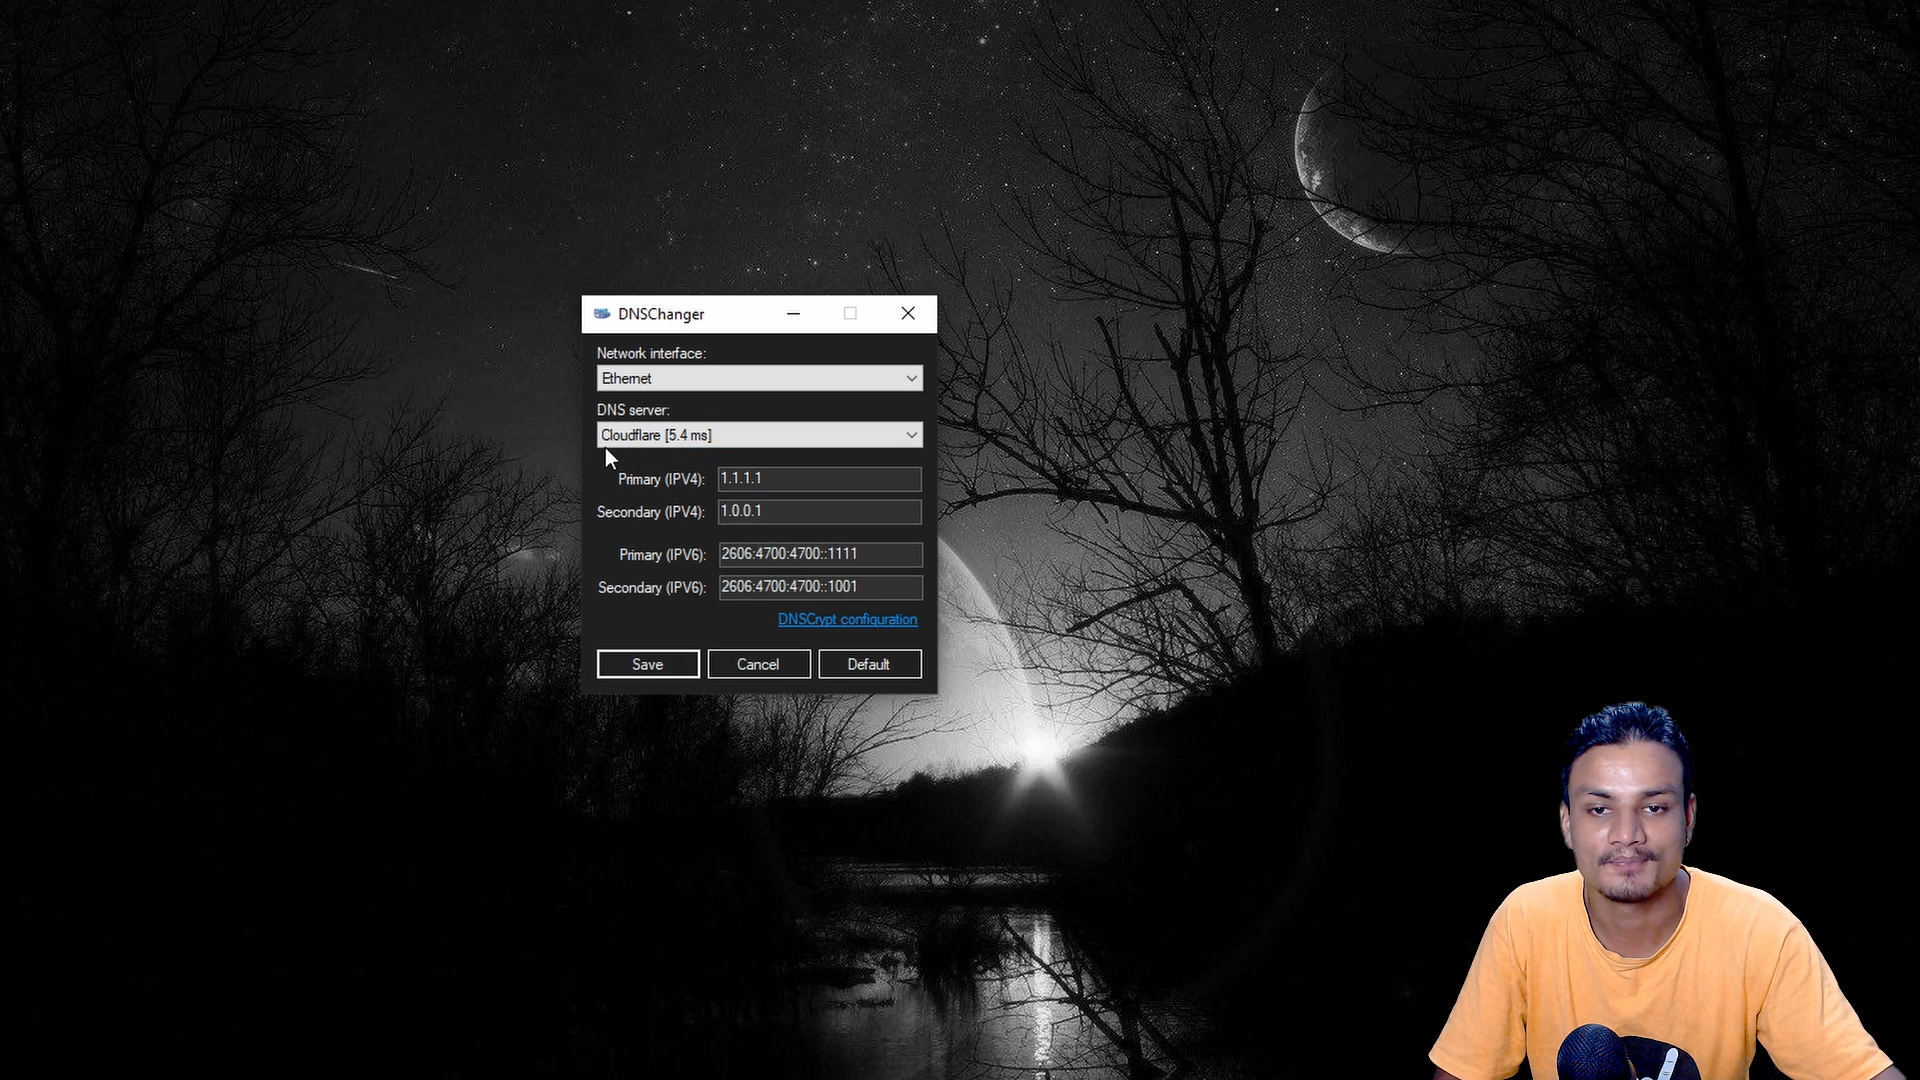 DNSChanger
Network interface:
Ethernet
DNS server:
Cloudflare [5.4 ms]
Primary (IPV4): 1.1.1.1
Secondary (IPV4): 1.0.0.1
Primary (IPV6): 2606:4700:4700::1111
Secondary (IPV6): 2606:4700:4700::1001
DNSCrypt configuration
Save Cancel Default